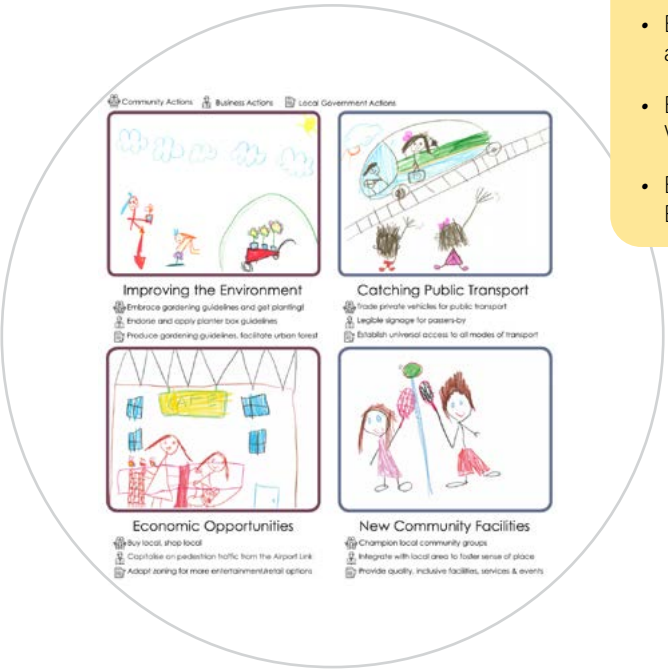 • E
a
• E
• E
E
Community Actions Business Actions Local Government Actions
Improving the Environment
Embrace gardening guidelines and get planting!
Endorse and apply planter box guidelines
Produce gardening guidelines, facilitate urban forest
Catching Public Transport
Trade private vehicles for public transport
Legible signage for passers-by
Establish universal access to all modes of transport
CAFE
Economic Opportunities
Buy local, shop local
Capitalise on pedestrian traffic from the Airport Link
Adapt zoning for more entertainment/retail options
New Community Facilities
Champion local community groups
Integrate with local area to foster sense of place
Provide quality, inclusive facilities, services & events